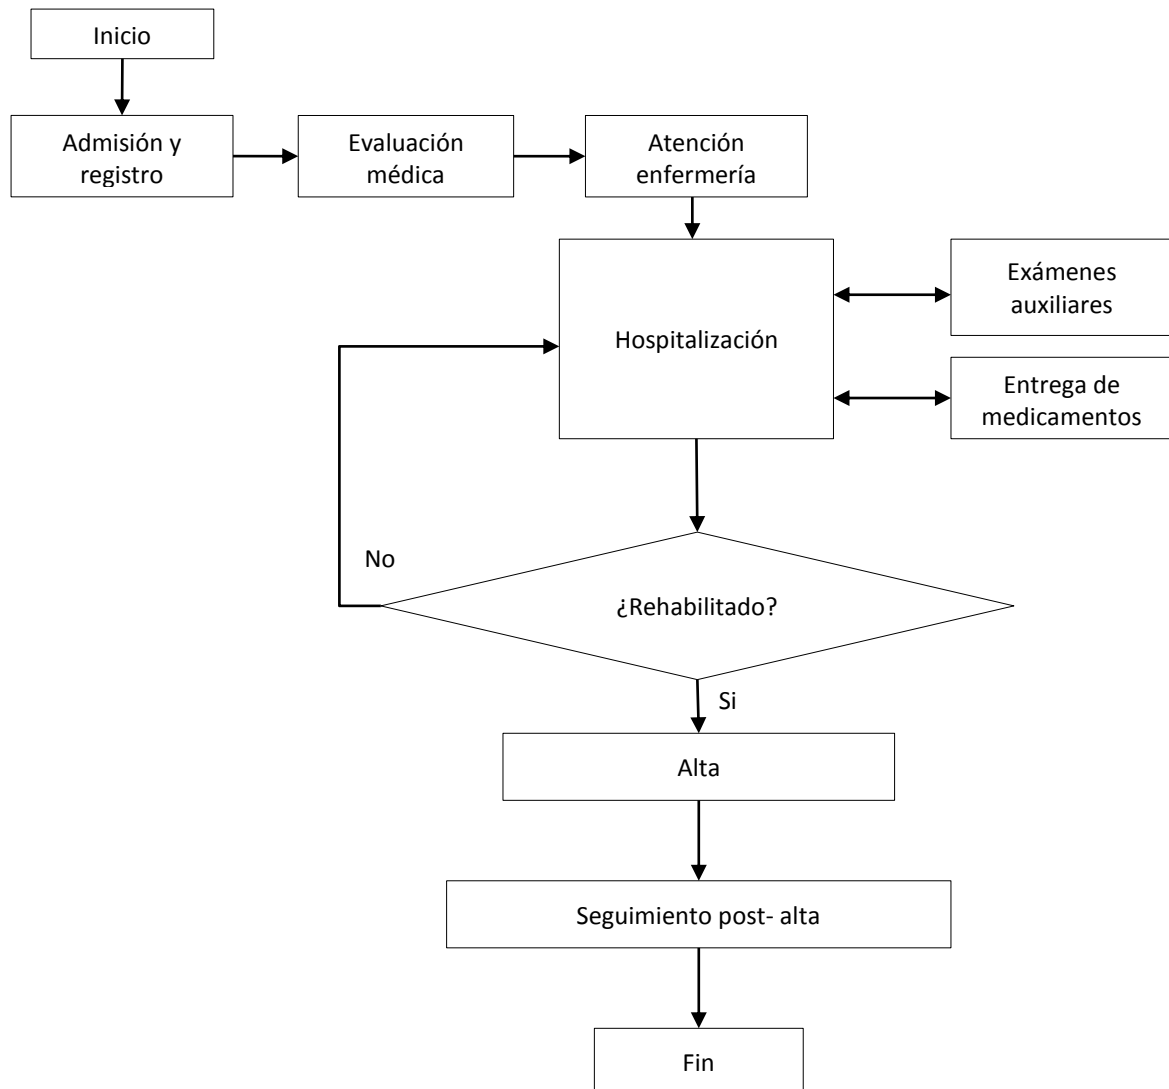 Inicio
Admisión y
registro
Evaluación
médica
Atención
enfermería
Hospitalización
Exámenes
auxiliares
Entrega de
medicamentos
No
¿Rehabilitado?
Si
Alta
Seguimiento post- alta
Fin